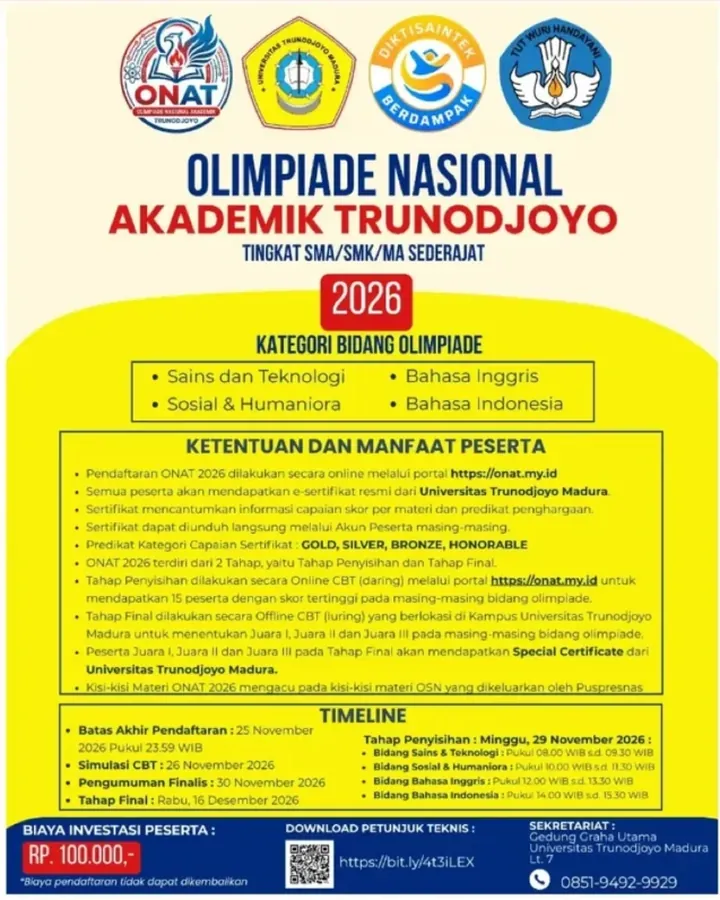 ONAT
OLIMPIADE NASIONAL AKADEMIK
TRUNODJOYO
UNIVERSITAS TRUNODJOYO MADURA
DIKTISAINTEK
BERDAMPAK
TUT WURI HANDAYANI
OLIMPIADE NASIONAL
AKADEMIK TRUNODJOYO
TINGKAT SMA/SMK/MA SEDERAJAT
2026
KATEGORI BIDANG OLIMPIADE
• Sains dan Teknologi
• Sosial & Humaniora
• Bahasa Inggris
• Bahasa Indonesia
KETENTUAN DAN MANFAAT PESERTA
• Pendaftaran ONAT 2026 dilakukan secara online melalui portal https://onat.my.id
• Semua peserta akan mendapatkan e-sertifikat resmi dari Universitas Trunodjoyo Madura.
• Sertifikat mencantumkan informasi capaian skor per materi dan predikat penghargaan.
• Sertifikat dapat diunduh langsung melalui Akun Peserta masing-masing.
• Predikat Kategori Capaian Sertifikat : GOLD, SILVER, BRONZE, HONORABLE
• ONAT 2026 terdiri dari 2 Tahap, yaitu Tahap Penyisihan dan Tahap Final.
• Tahap Penyisihan dilakukan secara Online CBT (daring) melalui portal https://onat.my.id untuk
mendapatkan 15 peserta dengan skor tertinggi pada masing-masing bidang olimpiade.
• Tahap Final dilakukan secara Offline CBT (luring) yang berlokasi di Kampus Universitas Trunodjoyo
Madura untuk menentukan Juara I, Juara II dan Juara III pada masing-masing bidang olimpiade.
• Peserta Juara I, Juara II dan Juara III pada Tahap Final akan mendapatkan Special Certificate dari
Universitas Trunodjoyo Madura.
• Kisi-kisi Materi ONAT 2026 mengacu pada kisi-kisi materi OSN yang dikeluarkan oleh Puspresnas
TIMELINE
• Batas Akhir Pendaftaran : 25 November
2026 Pukul 23.59 WIB
• Simulasi CBT : 26 November 2026
• Pengumuman Finalis : 30 November 2026
• Tahap Final : Rabu, 16 Desember 2026
Tahap Penyisihan : Minggu, 29 November 2026 :
• Bidang Sains & Teknologi : Pukul 08.00 WIB s.d. 09.30 WIB
• Bidang Sosial & Humaniora : Pukul 10.00 WIB s.d. 11.30 WIB
• Bidang Bahasa Inggris : Pukul 12.00 WIB s.d. 13.30 WIB
• Bidang Bahasa Indonesia : Pukul 14.00 WIB s.d. 15.30 WIB
BIAYA INVESTASI PESERTA :
RP. 100.000,-
*Biaya pendaftaran tidak dapat dikembalikan
DOWNLOAD PETUNJUK TEKNIS :
https://bit.ly/4t3iLEX
SEKRETARIAT :
Gedung Graha Utama
Universitas Trunodjoyo Madura
Lt. 7
0851-9492-9929